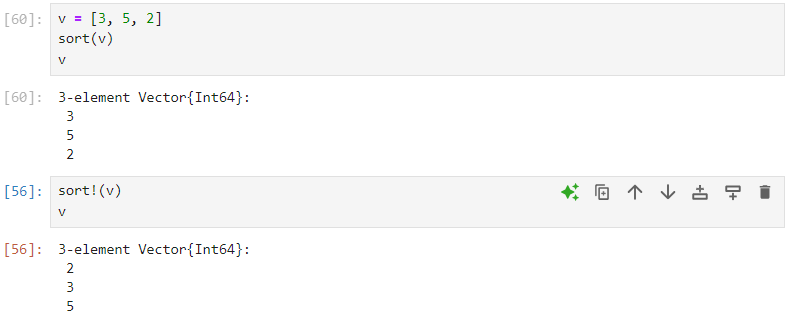 [60]: v = [3, 5, 2]
sort(v)
v
[60]: 3-element Vector{Int64}:
3
5
2
[56]: sort!(v)
v
[56]: 3-element Vector{Int64}:
2
3
5